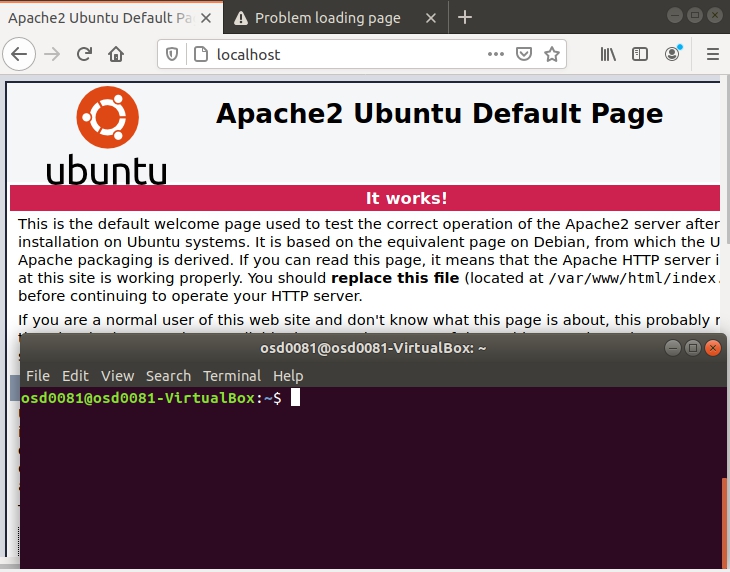 Apache2 Ubuntu Default Pa
Problem loading page
localhost
ubuntu
Apache2 Ubuntu Default Page
It works!
This is the default welcome page used to test the correct operation of the Apache2 server after
installation on Ubuntu systems. It is based on the equivalent page on Debian, from which the U
Apache packaging is derived. If you can read this page, it means that the Apache HTTP server i
at this site is working properly. You should replace this file (located at /var/www/html/index.
before continuing to operate your HTTP server.
If you are a normal user of this web site and don't know what this page is about, this probably
osd0081@osd0081-VirtualBox: ~
File Edit View Search Terminal Help
osd0081@osd0081-VirtualBox:~$